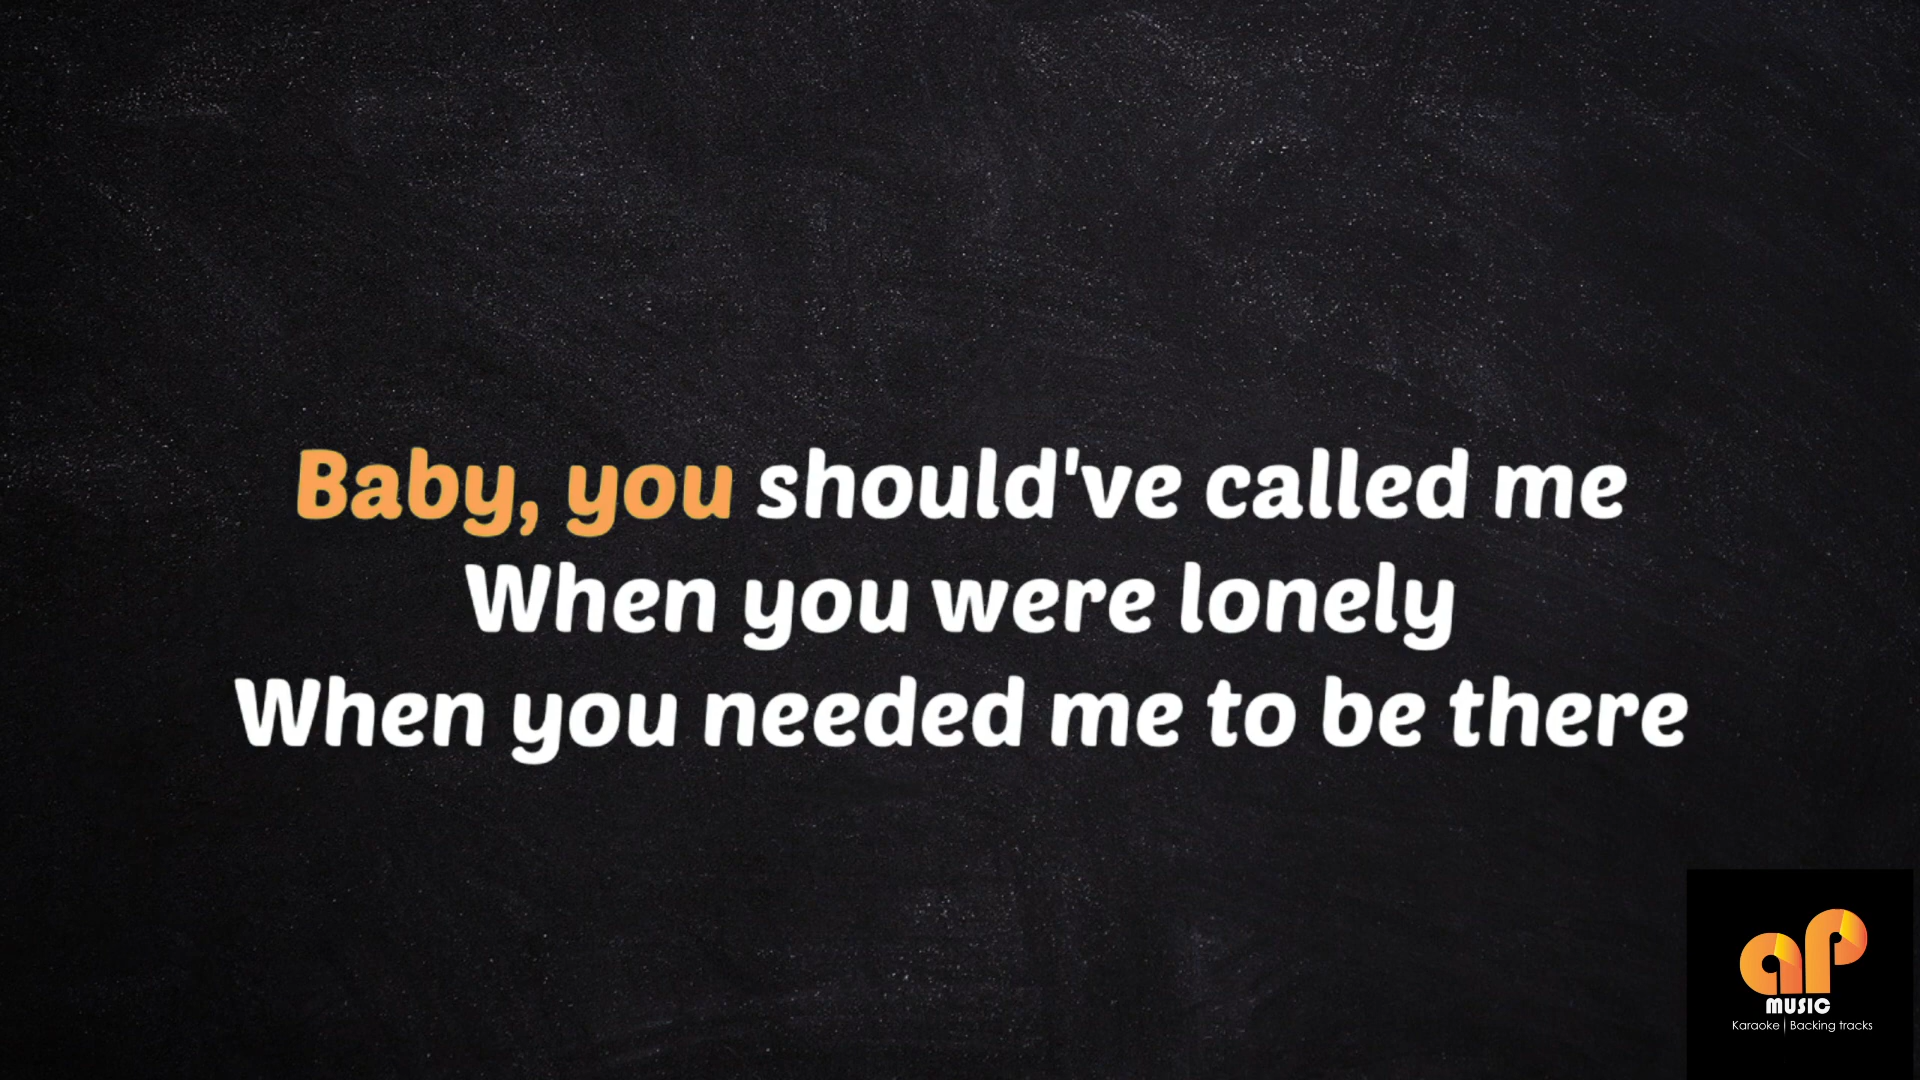 Baby, you should've called me
When you were lonely
When you needed me to be there
aP
MUSIC
Karaoke | Backing tracks